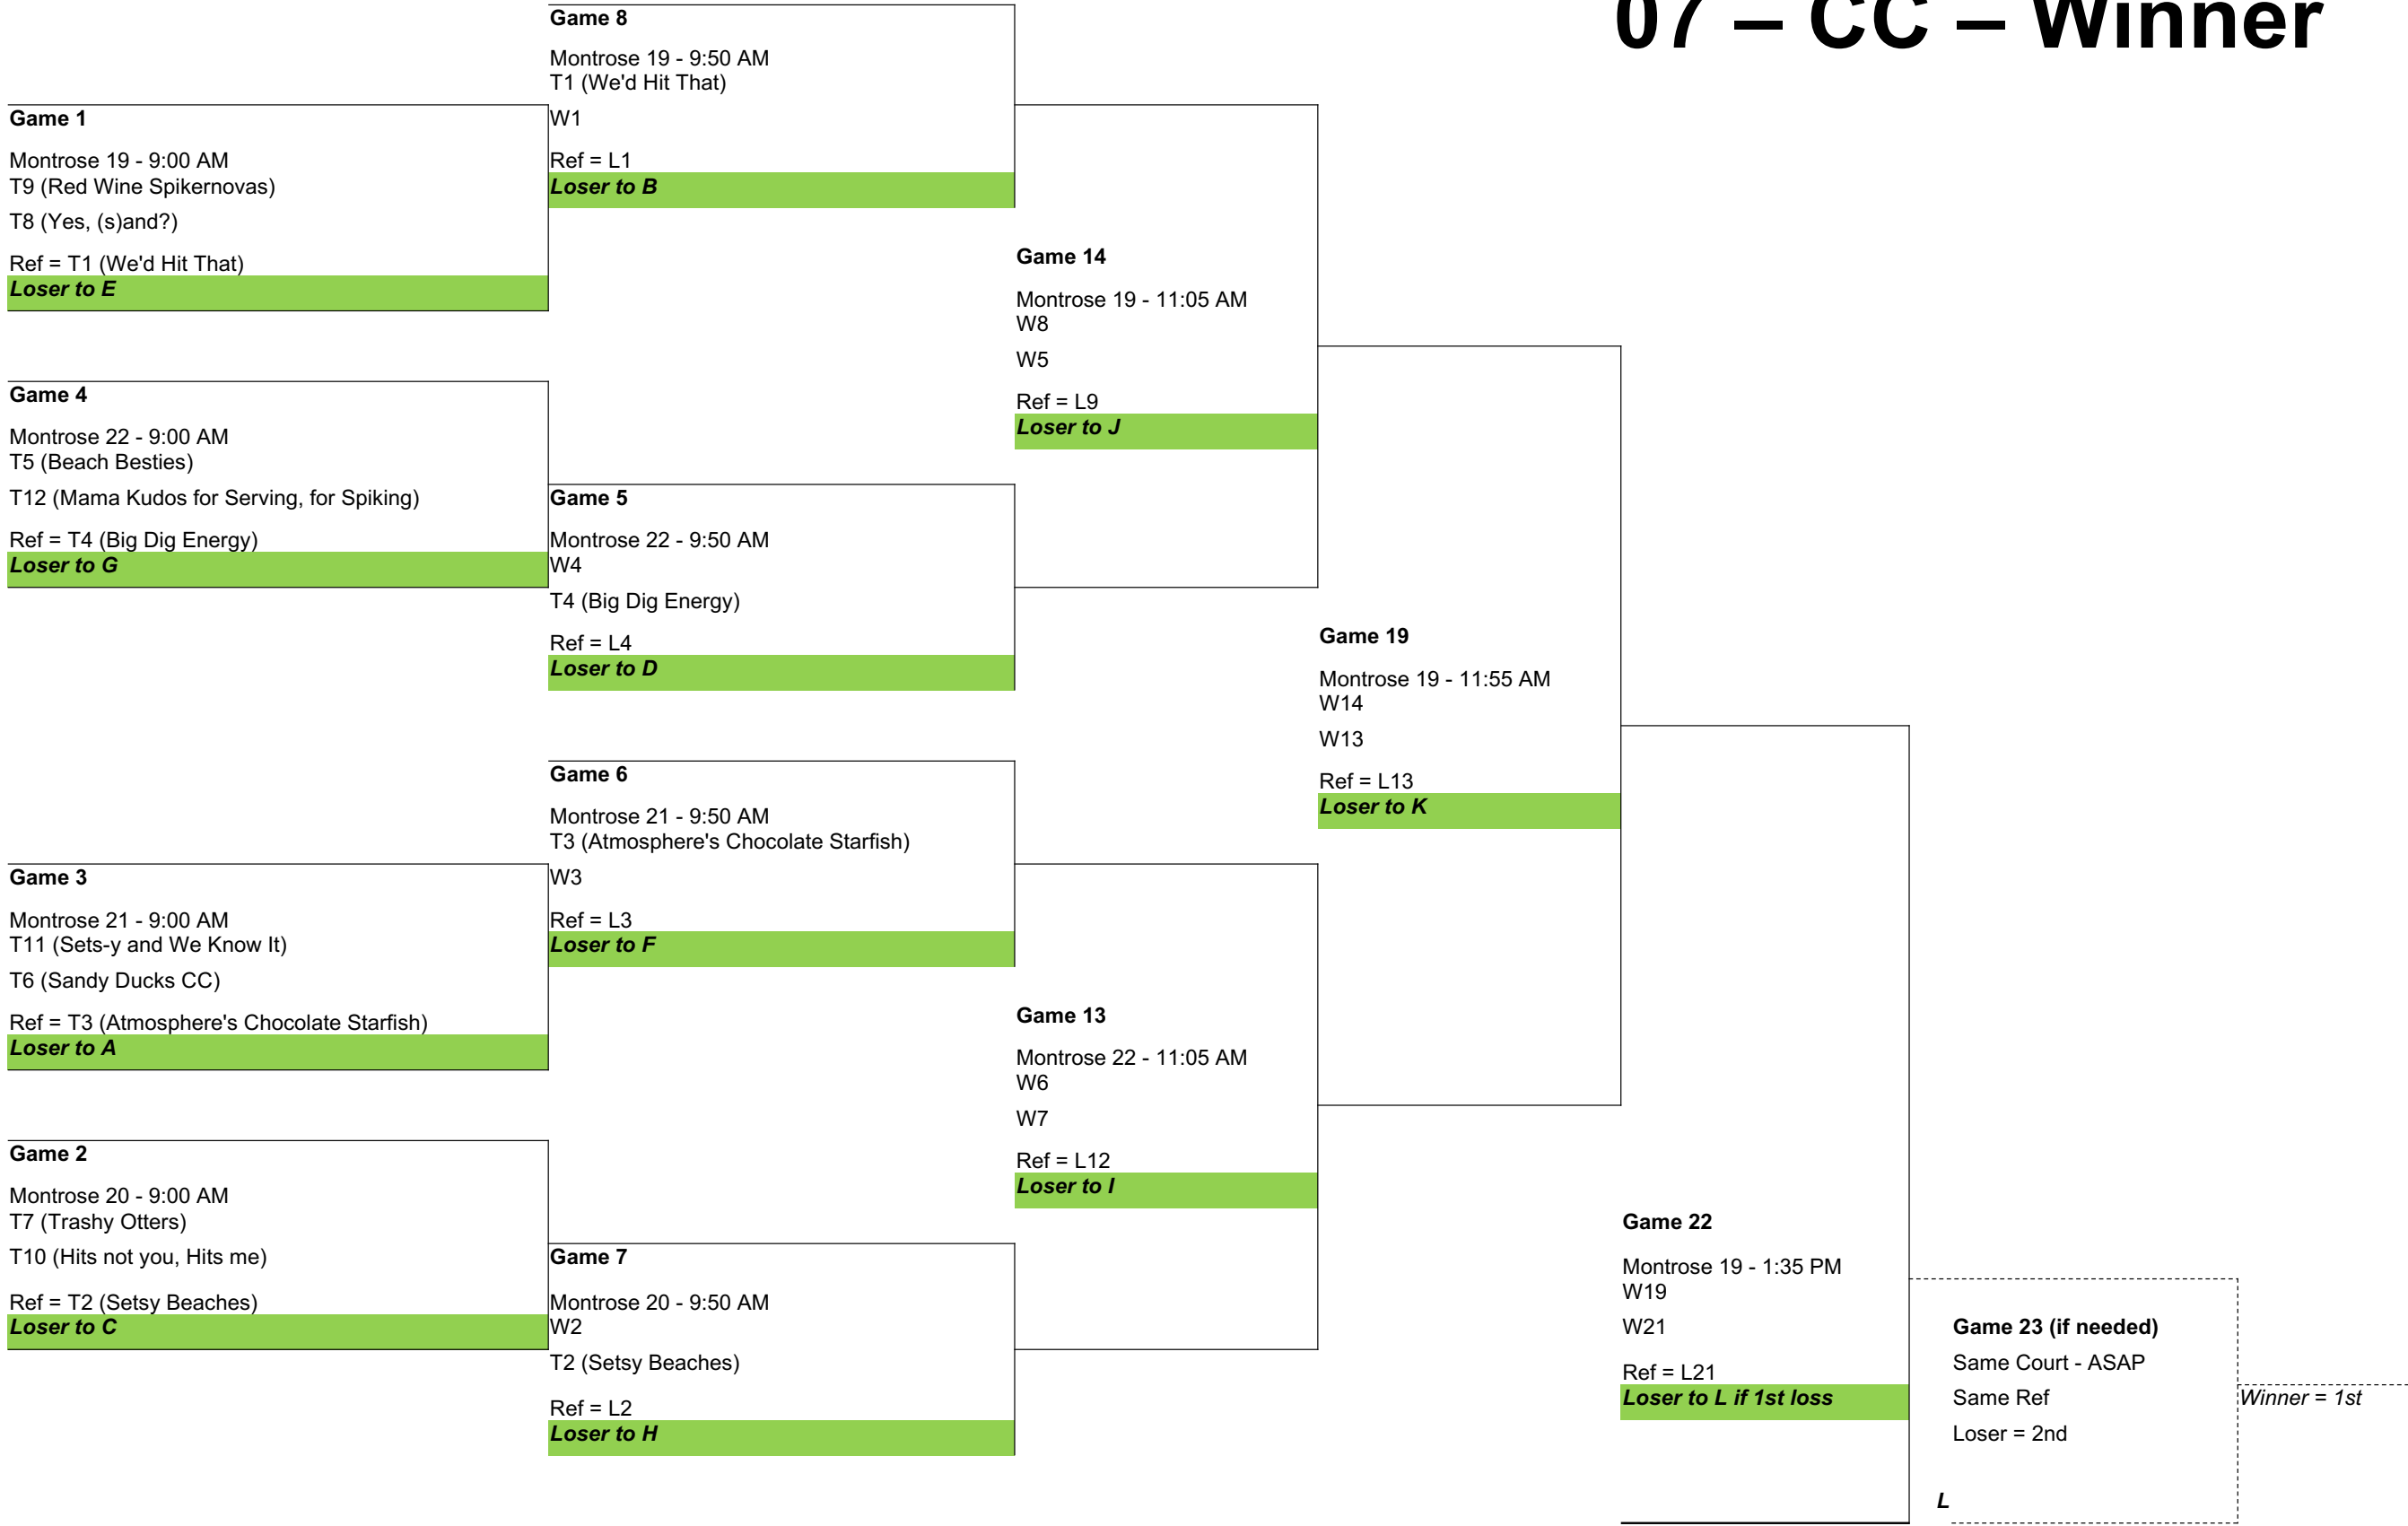 07 – CC – Winner
Game 8
Montrose 19 - 9:50 AM
T1 (We'd Hit That)
W1
Ref = L1
Loser to B
Game 1
Montrose 19 - 9:00 AM
T9 (Red Wine Spikernovas)
T8 (Yes, (s)and?)
Ref = T1 (We'd Hit That)
Loser to E
Game 14
Montrose 19 - 11:05 AM
W8
W5
Ref = L9
Loser to J
Game 4
Montrose 22 - 9:00 AM
T5 (Beach Besties)
T12 (Mama Kudos for Serving, for Spiking)
Ref = T4 (Big Dig Energy)
Loser to G
Game 5
Montrose 22 - 9:50 AM
W4
T4 (Big Dig Energy)
Ref = L4
Loser to D
Game 19
Montrose 19 - 11:55 AM
W14
W13
Ref = L13
Loser to K
Game 6
Montrose 21 - 9:50 AM
T3 (Atmosphere's Chocolate Starfish)
W3
Ref = L3
Loser to F
Game 3
Montrose 21 - 9:00 AM
T11 (Sets-y and We Know It)
T6 (Sandy Ducks CC)
Ref = T3 (Atmosphere's Chocolate Starfish)
Loser to A
Game 13
Montrose 22 - 11:05 AM
W6
W7
Ref = L12
Loser to I
Game 2
Montrose 20 - 9:00 AM
T7 (Trashy Otters)
T10 (Hits not you, Hits me)
Ref = T2 (Setsy Beaches)
Loser to C
Game 7
Montrose 20 - 9:50 AM
W2
T2 (Setsy Beaches)
Ref = L2
Loser to H
Game 22
Montrose 19 - 1:35 PM
W19
W21
Ref = L21
Loser to L if 1st loss
Game 23 (if needed)
Same Court - ASAP
Same Ref
Loser = 2nd
Winner = 1st
L